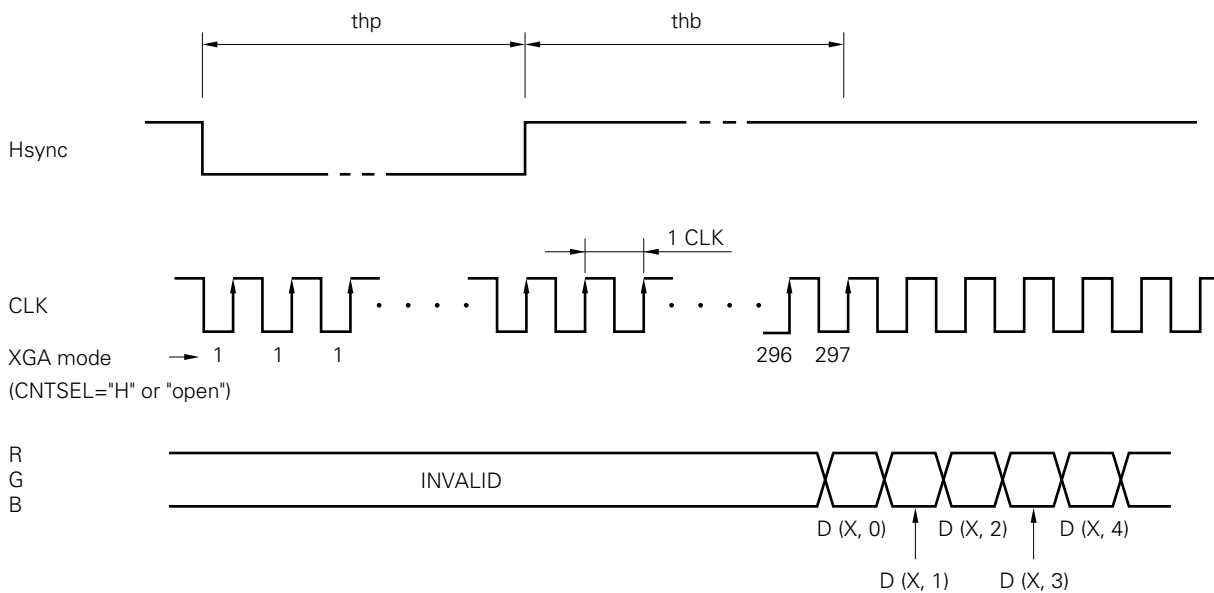 thp thb
Hsync
1 CLK
CLK
XGA mode 1 1 1 296 297
(CNTSEL="H" or "open")
R
G INVALID
B
D (X, 0) D (X, 2) D (X, 4)
D (X, 1) D (X, 3)